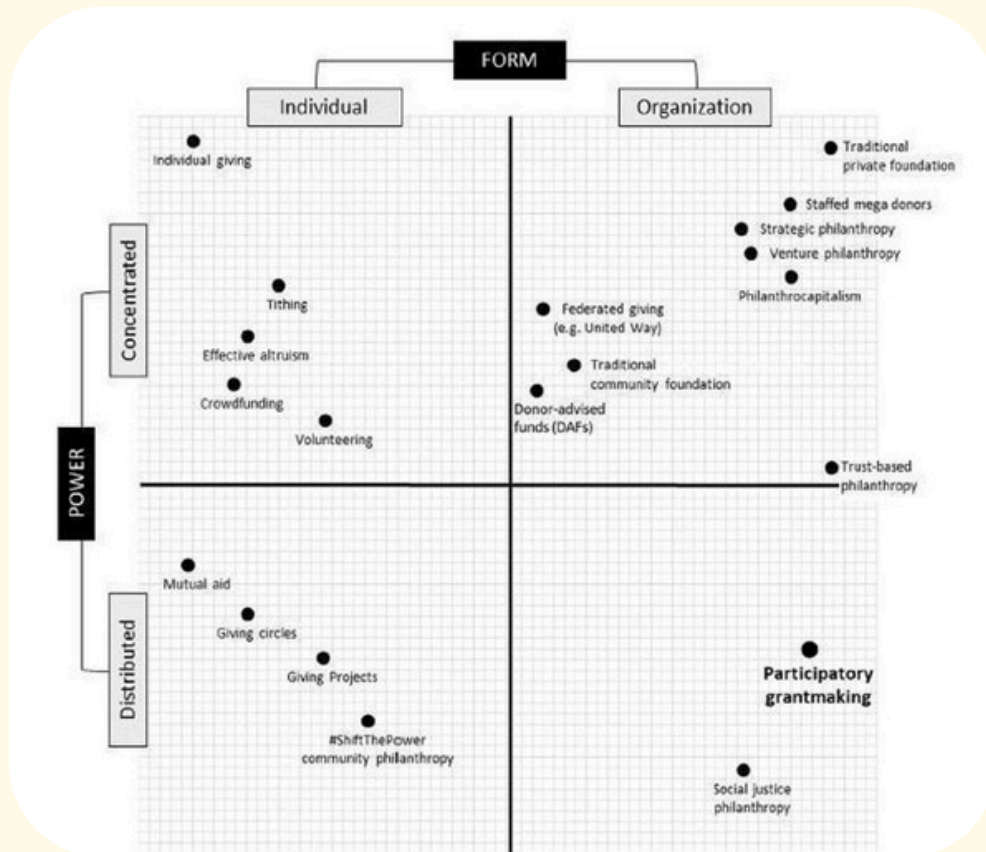 FORM
Individual
Organization
Individual giving
Traditional
private foundation
Staffed mega donors
Strategic philanthropy
Venture philanthropy
Philanthrocapitalism
Concentrated
Tithing
Federated giving
(e.g. United Way)
Effective altruism
Traditional
community foundation
Crowdfunding
Donor-advised
funds (DAFs)
Volunteering
POWER
Trust-based
philanthropy
Mutual aid
Giving circles
Distributed
Giving Projects
Participatory
grantmaking
#ShiftThePower
community philanthropy
Social justice
philanthropy